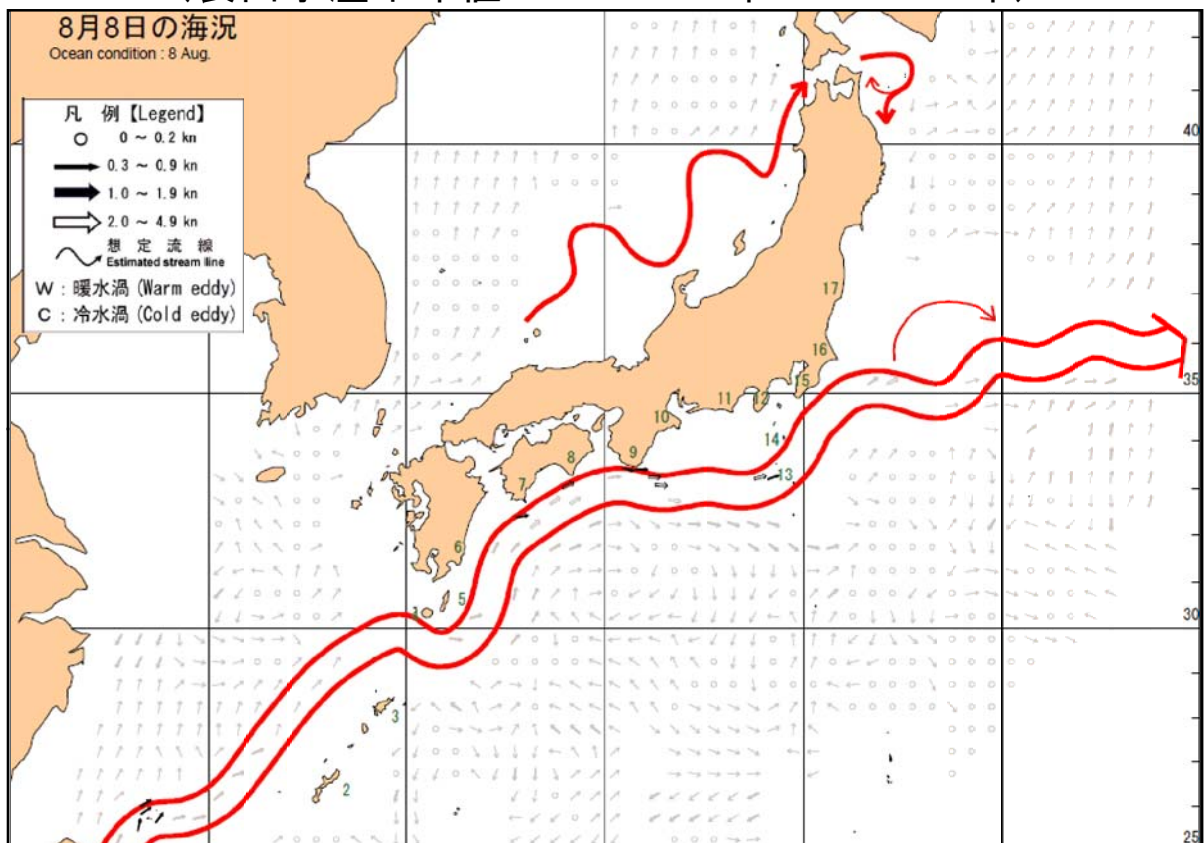 8月8日の海況
Ocean condition : 8 Aug.
凡 例【Legend】
0 ~ 0.2 kn
0.3 ~ 0.9 kn
1.0 ~ 1.9 kn
2.0 ~ 4.9 kn
想 定 流 線
Estimated stream line
W : 暖水渦 (Warm eddy)
C : 冷水渦 (Cold eddy)
40
17
16
35
15
12
11
10
14
9
8
13
7
6
5
30
3
2
25